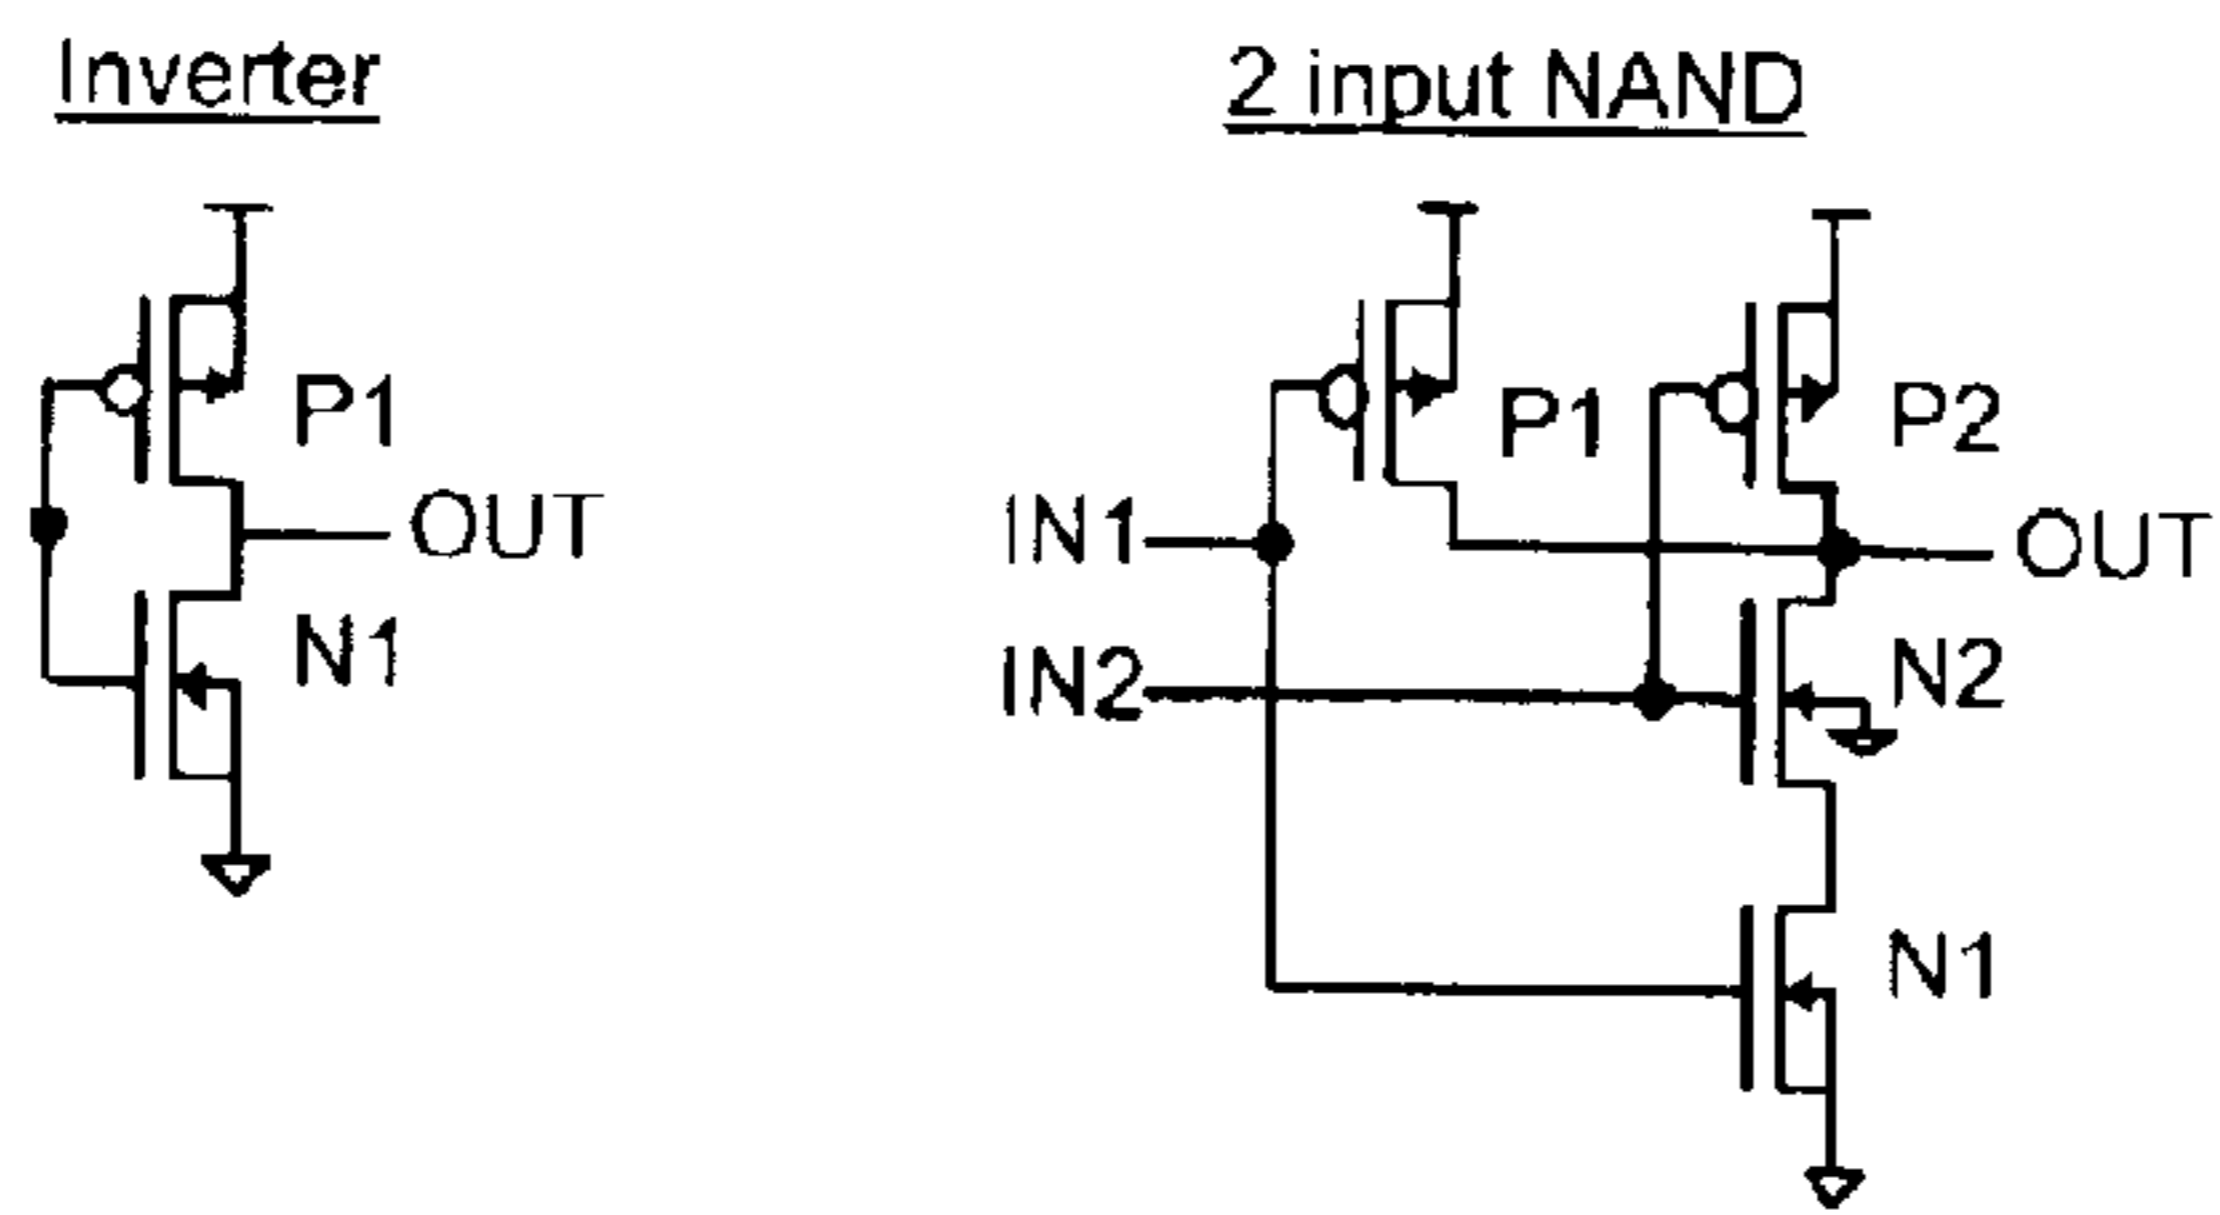 Inverter
2 input NAND
P1
OUT
N1
P1
P2
IN1
OUT
IN2
N2
N1